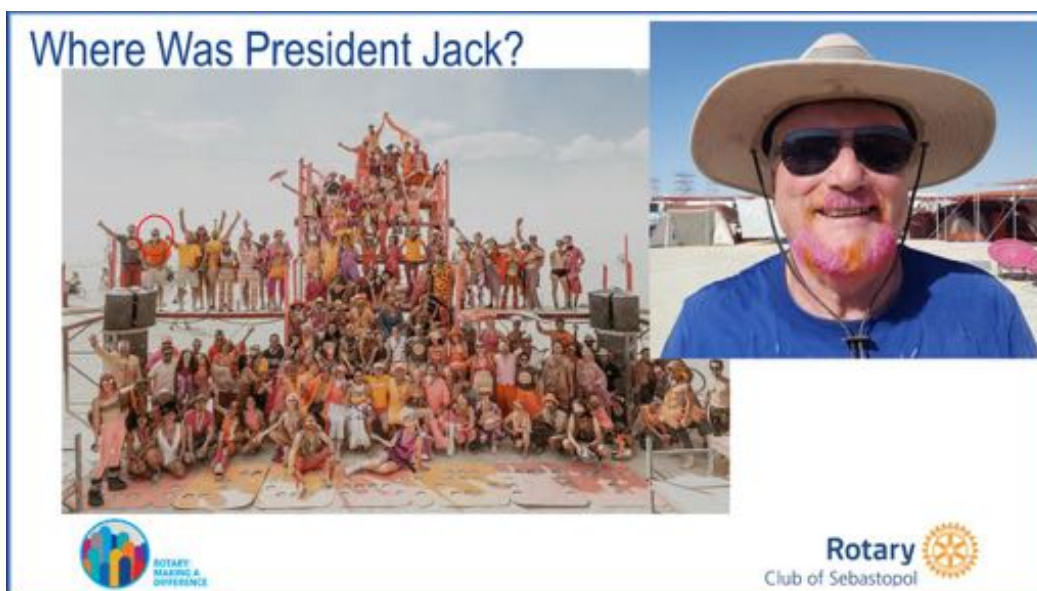 Where Was President Jack?
ROTARY:
MAKING A
DIFFERENCE
Rotary
Club of Sebastopol